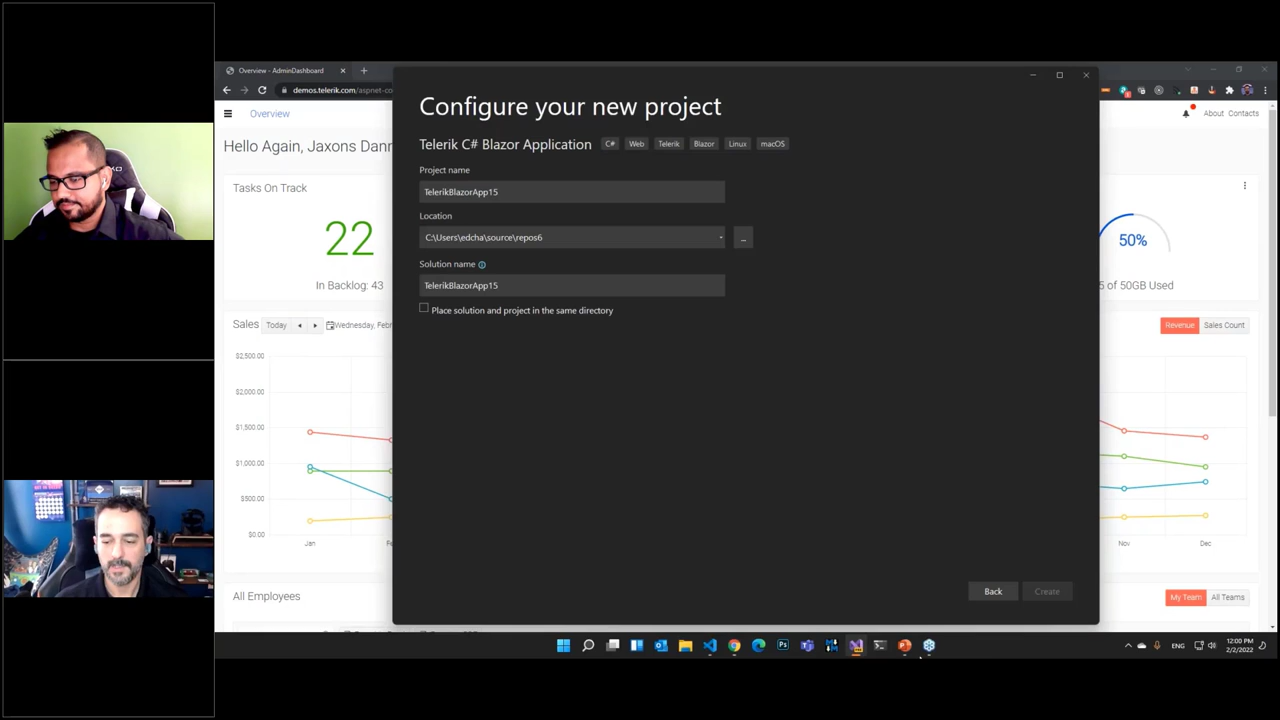 Overview - AdminDashboard
demos.telerik.com/aspnet-co
Overview
About Contacts
Hello Again, Jaxons Dann
Tasks On Track
22
In Backlog: 43
50%
5 of 50GB Used
Sales Today Wednesday, Febr
Revenue Sales Count
$2,500.00
$2,000.00
$1,500.00
$1,000.00
$500.00
$0.00
Jan Fe Nov Dec
All Employees
My Team All Teams
Configure your new project
Telerik C# Blazor Application C# Web Telerik Blazor Linux macOS
Project name
TelerikBlazorApp15
Location
C:\Users\edcha\source\repos6
...
Solution name
TelerikBlazorApp15
Place solution and project in the same directory
Back Create
ENG
12:00 PM
2/2/2022